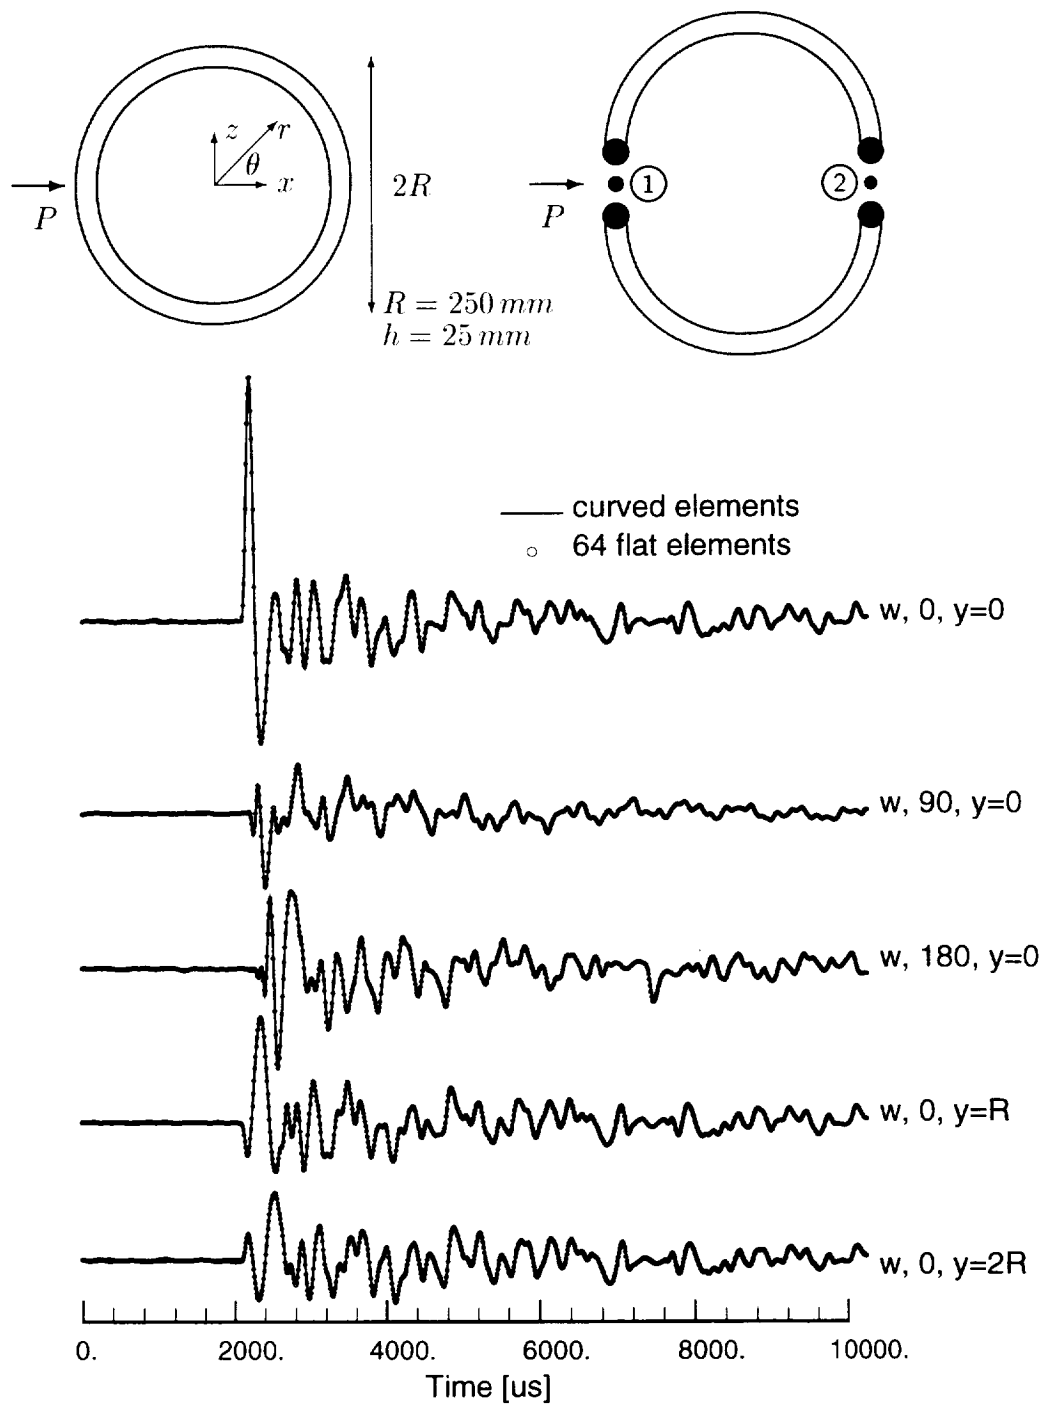 z
r
θ
x
P
2R
R = 250 mm
h = 25 mm
1
2
P
curved elements
64 flat elements
w, 0, y=0
w, 90, y=0
w, 180, y=0
w, 0, y=R
w, 0, y=2R
0. 2000. 4000. 6000. 8000. 10000.
Time [us]